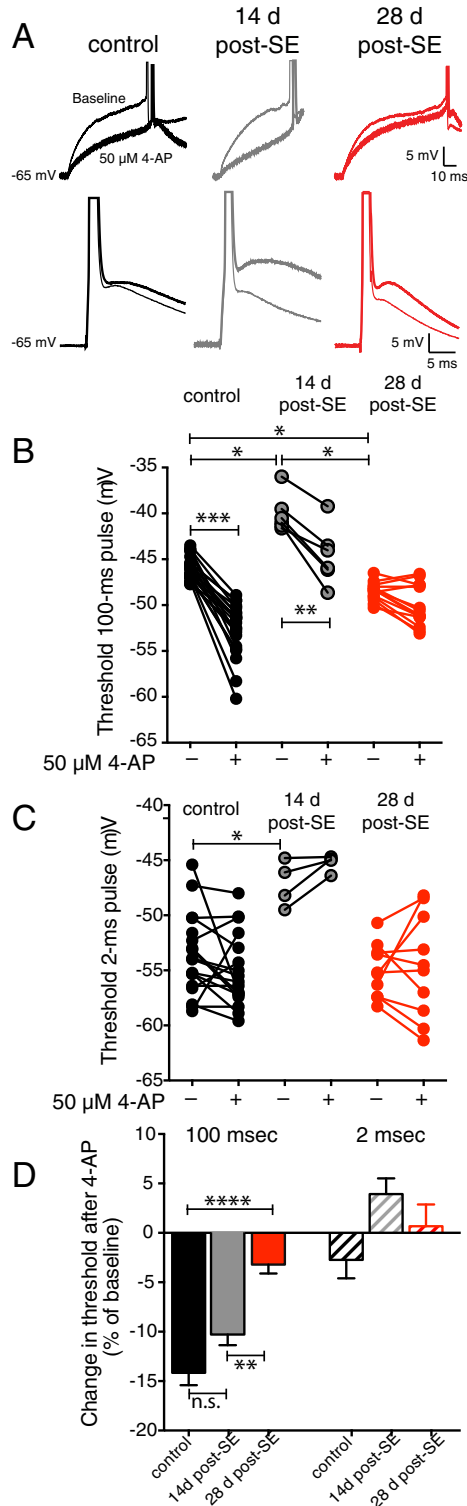 A
control
14 d
post-SE
28 d
post-SE
Baseline
50 µM 4-AP
-65 mV
5 mV
10 ms
-65 mV
5 mV
5 ms
control
14 d
post-SE
28 d
post-SE
B
*
*
*
***
**
Threshold 100-ms pulse (m)V
-35
-40
-45
-50
-55
-60
-65
50 µM 4-AP
– + – + – +
C
control
14 d
post-SE
28 d
post-SE
*
Threshold 2-ms pulse (m)V
-40
-45
-50
-55
-60
-65
50 µM 4-AP
– + – + – +
D
100 msec
2 msec
Change in threshold after 4-AP
(% of baseline)
10
5
0
-5
-10
-15
-20
****
**
n.s.
control
14d post-SE
28 d post-SE
control
14d post-SE
28 d post-SE